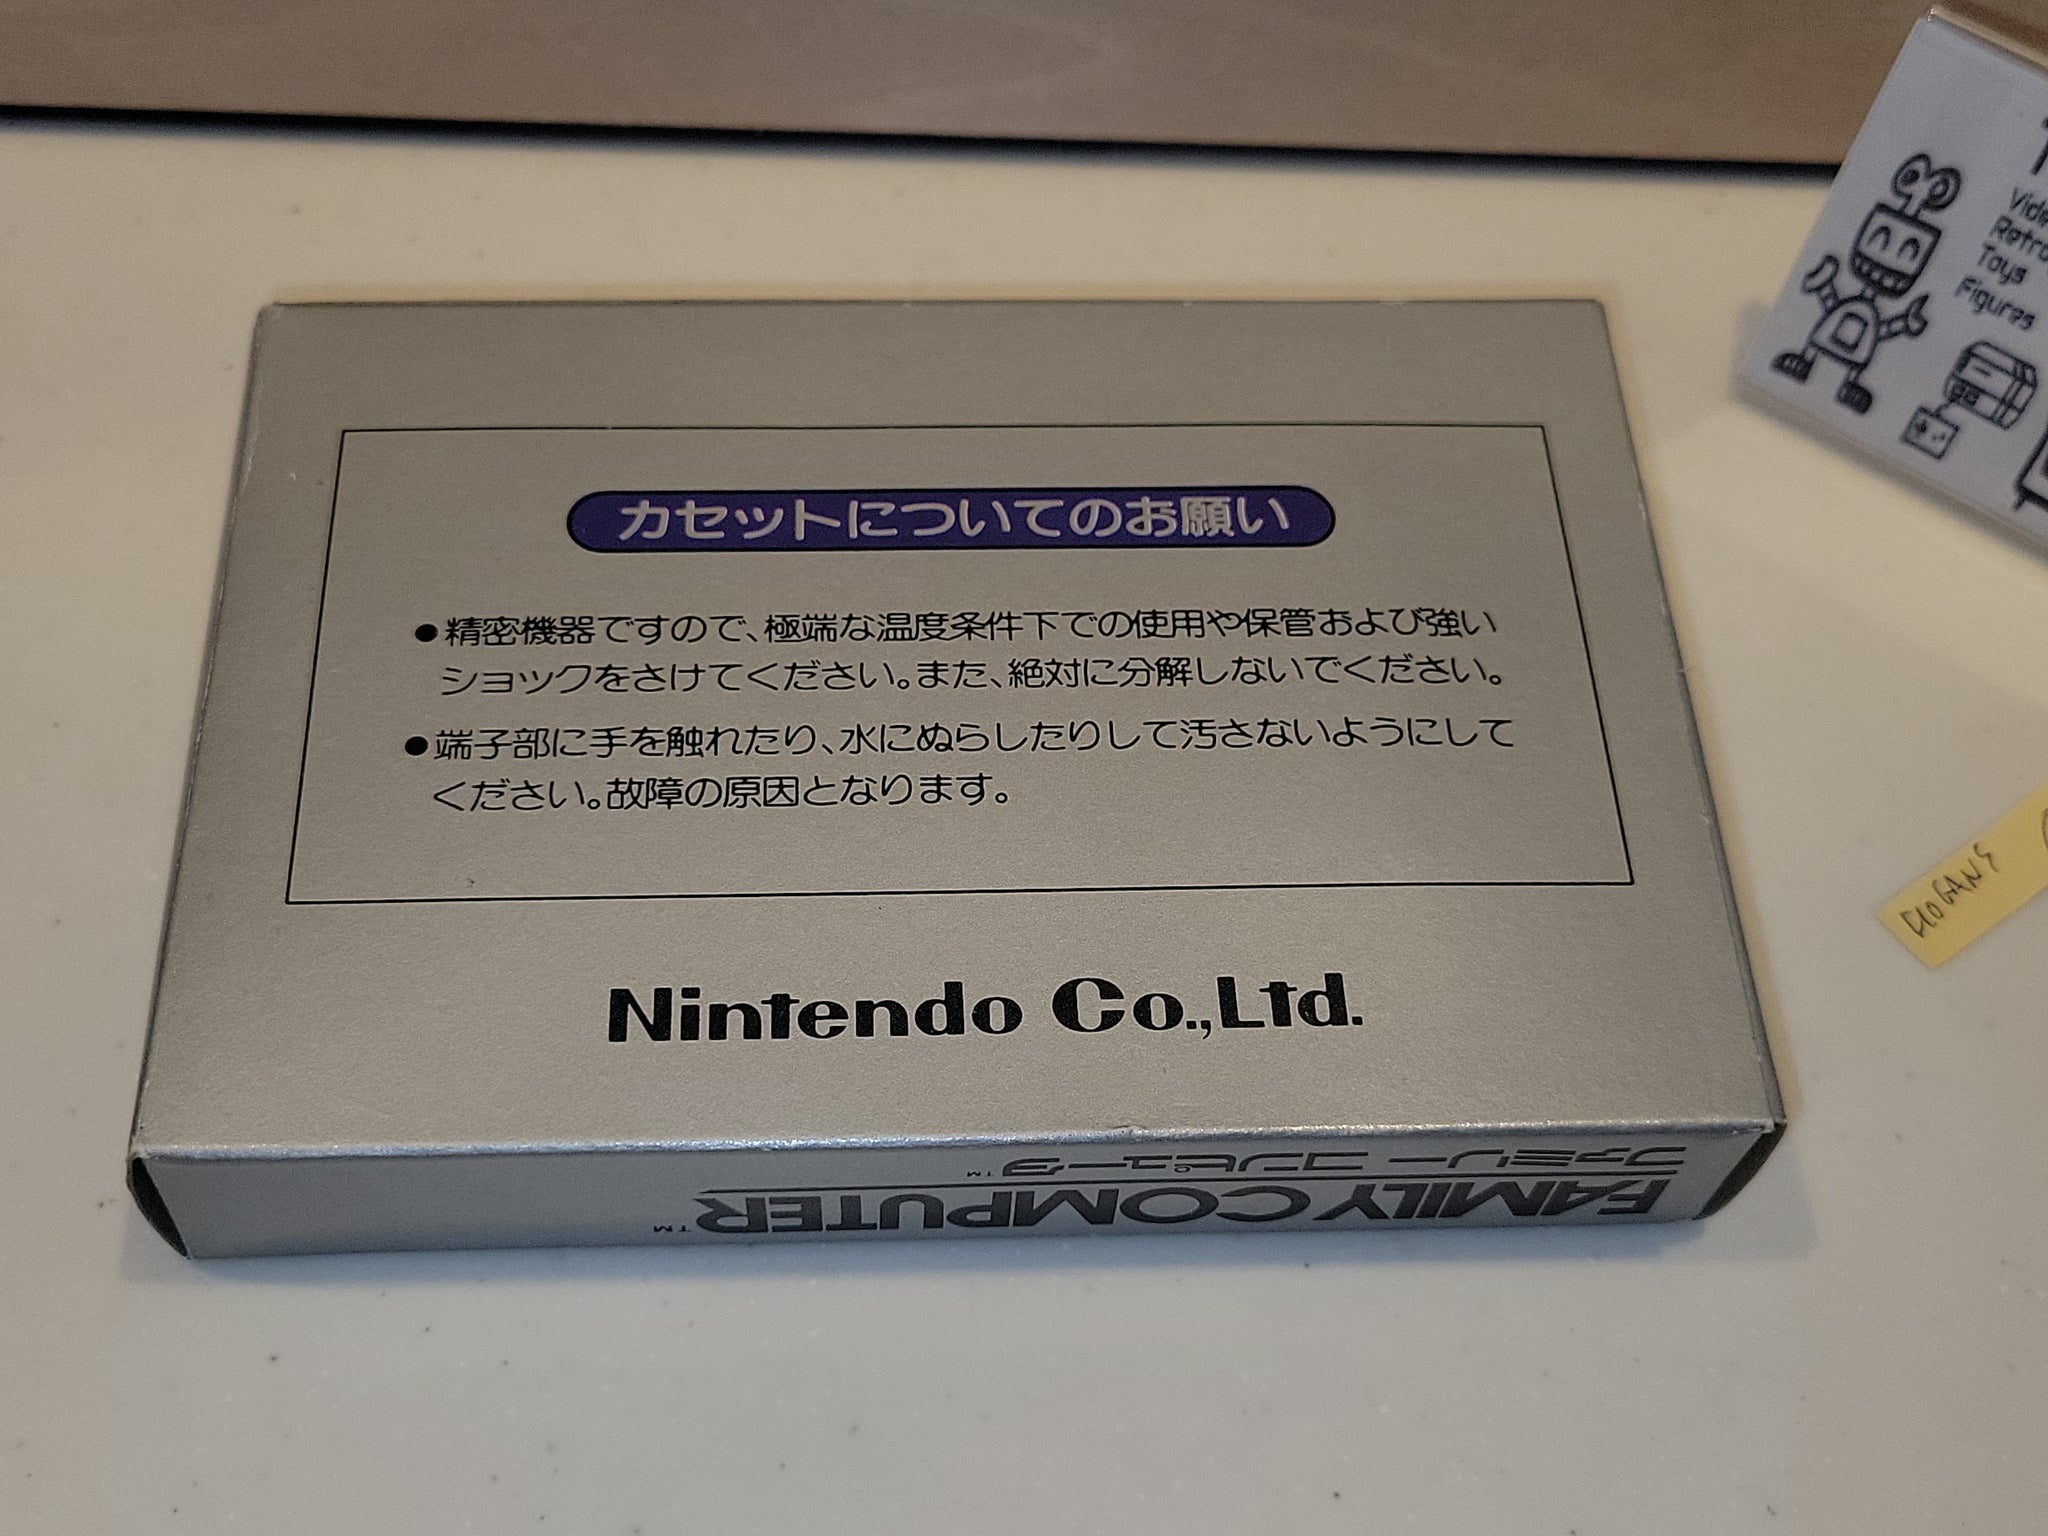 カセットについてのお願い
●精密機器ですので、極端な温度条件下での使用や保管および強い
ショックをさけてください。また、絶対に分解しないでください。
●端子部に手を触れたり、水にぬらしたりして汚さないようにして
ください。故障の原因となります。
Nintendo Co.,Ltd.
ファミリー コンピュータ™
FAMILY COMPUTER™
Toys
Figures